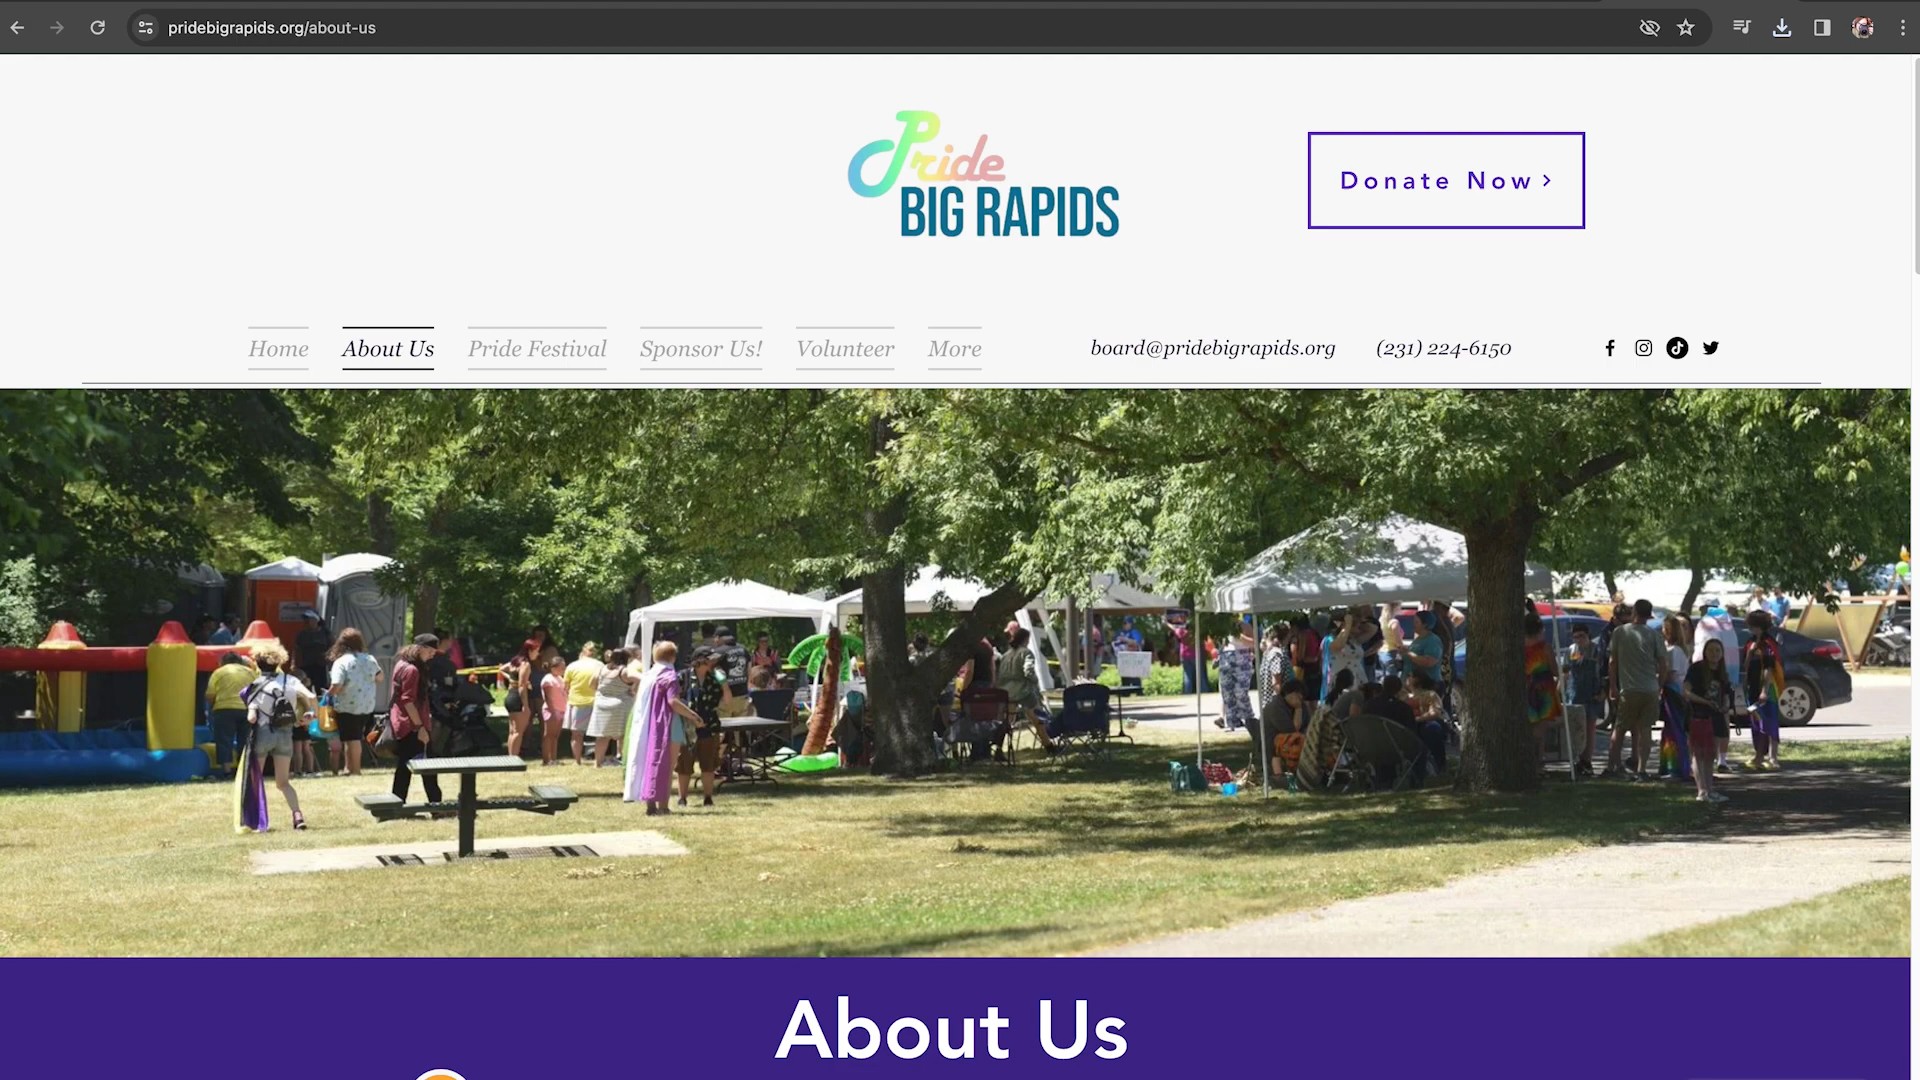 pridebigrapids.org/about-us
Pride
BIG RAPIDS
Donate Now
Home
About Us
Pride Festival
Sponsor Us!
Volunteer
More
board@pridebigrapids.org
(231) 224-6150
About Us